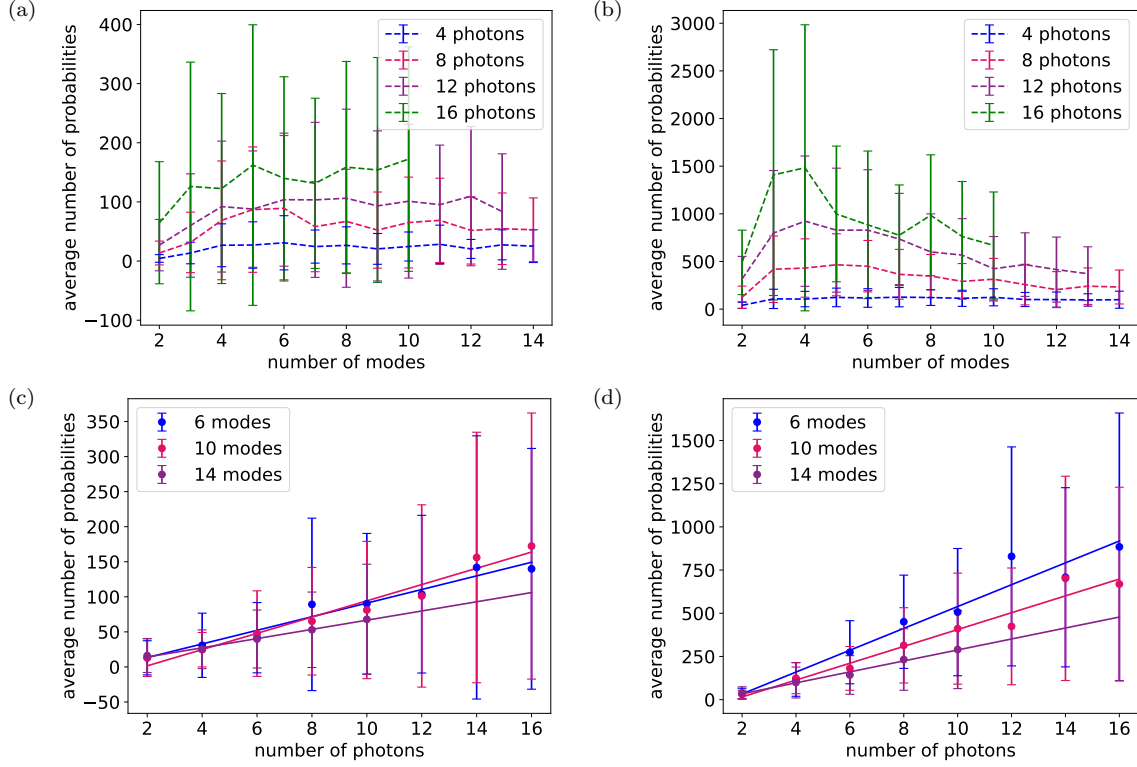 (a)
average number of probabilities
400
300
200
100
0
−100
2
4
6
8
10
12
14
number of modes
4 photons
8 photons
12 photons
16 photons
(b)
average number of probabilities
3000
2500
2000
1500
1000
500
0
2
4
6
8
10
12
14
number of modes
4 photons
8 photons
12 photons
16 photons
(c)
average number of probabilities
350
300
250
200
150
100
50
0
−50
2
4
6
8
10
12
14
16
number of photons
6 modes
10 modes
14 modes
(d)
average number of probabilities
1500
1250
1000
750
500
250
0
2
4
6
8
10
12
14
16
number of photons
6 modes
10 modes
14 modes